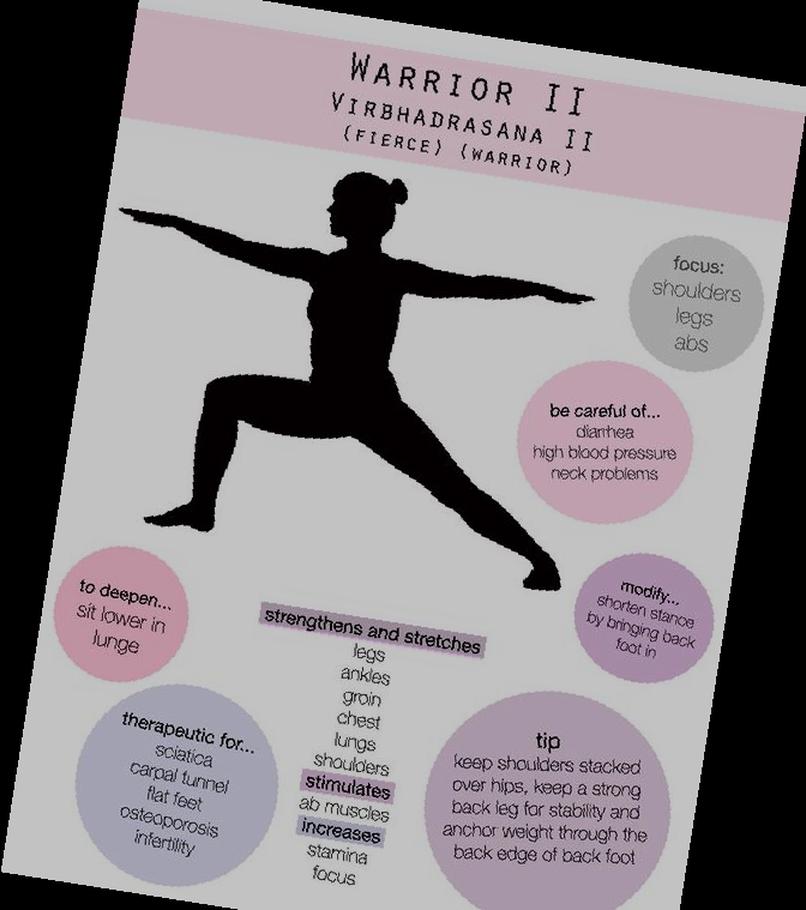 WARRIOR II
VIRBHADRASANA II
(FIERCE) (WARRIOR)
focus:
shoulders
legs
abs
be careful of...
diarrhea
high blood pressure
neck problems
modify...
shorten stance
by bringing back
foot in
to deepen...
sit lower in
lunge
strengthens and stretches
legs
ankles
groin
chest
lungs
shoulders
stimulates
ab muscles
increases
stamina
focus
therapeutic for...
sciatica
carpal tunnel
flat feet
osteoporosis
infertility
tip
keep shoulders stacked
over hips, keep a strong
back leg for stability and
anchor weight through the
back edge of back foot